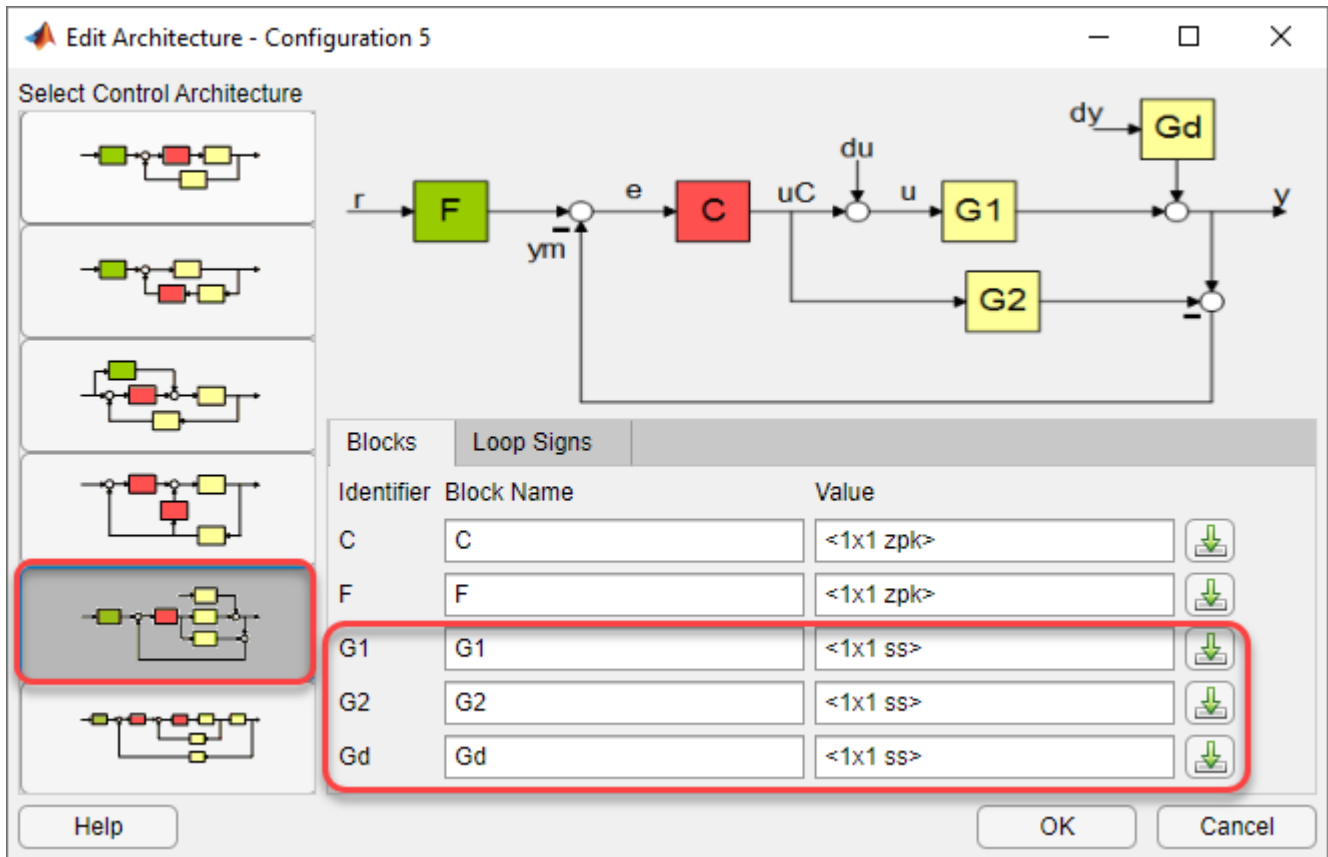 Edit Architecture - Configuration 5
Select Control Architecture
dy
Gd
du
r
F
e
C
uC
u
G1
y
ym
G2
Blocks
Loop Signs
Identifier Block Name Value
C C <1x1 zpk>
F F <1x1 zpk>
G1 G1 <1x1 ss>
G2 G2 <1x1 ss>
Gd Gd <1x1 ss>
Help
OK
Cancel